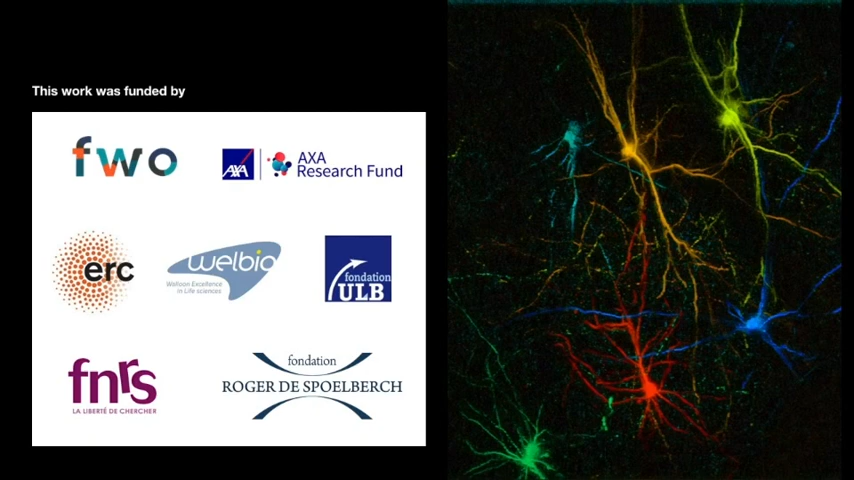 This work was funded by
fwo
AXA
AXA
Research Fund
erc
welbio
Walloon Excellence
in Life sciences
fondation
ULB
fnrs
LA LIBERTÉ DE CHERCHER
fondation
ROGER DE SPOELBERCH